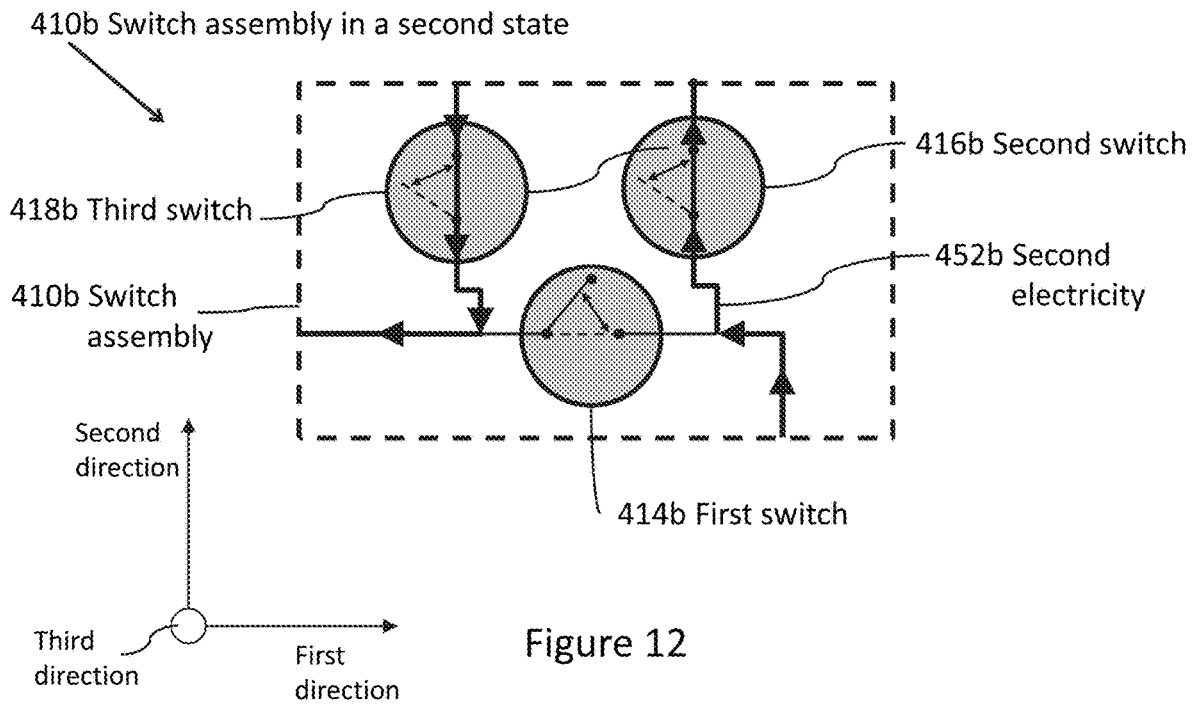 410b Switch assembly in a second state
416b Second switch
418b Third switch
452b Second
electricity
410b Switch
assembly
Second
direction
414b First switch
Third
direction
First
direction
Figure 12